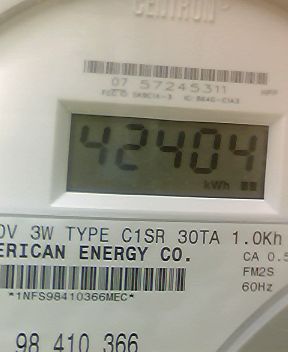 CENTRON
07 57245311
42404
kWh
0V 3W TYPE C1SR 30TA 1.0Kh
ERICAN ENERGY CO. CA 0.5
FM2S
*1NFS98410366MEC* 60Hz
98 410 366